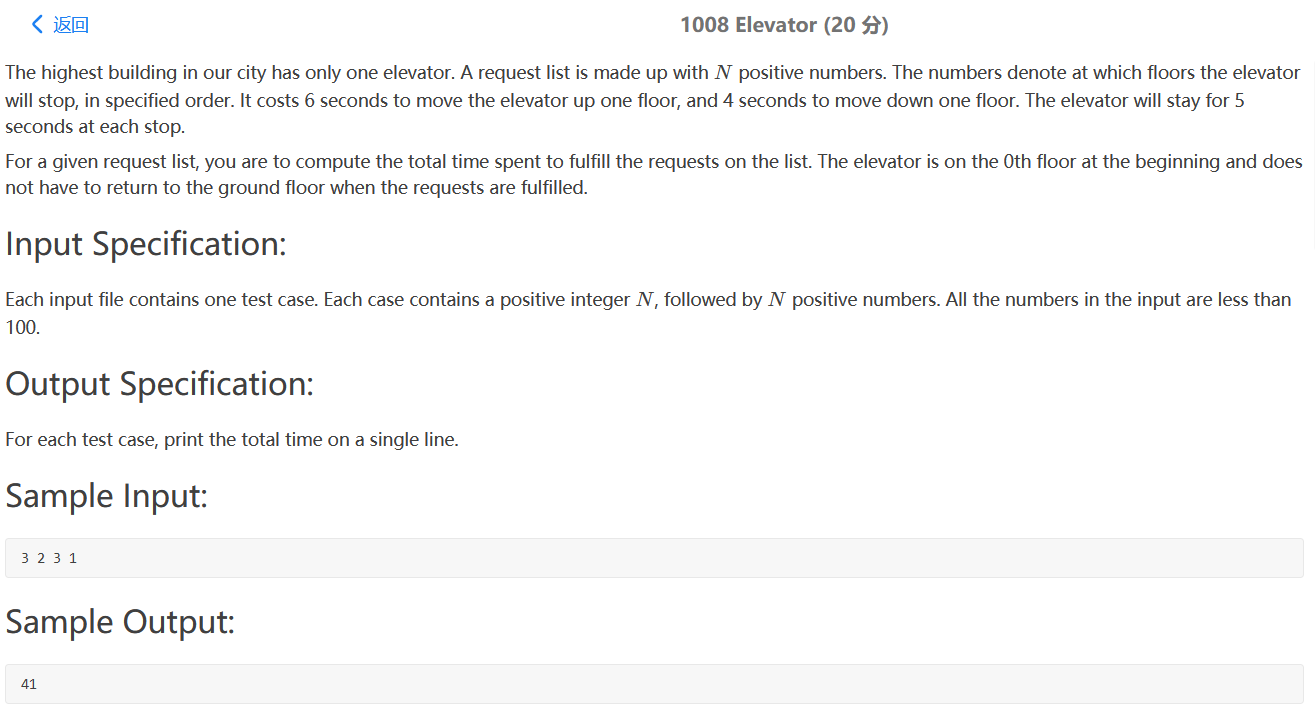 返回
1008 Elevator (20 分)
The highest building in our city has only one elevator. A request list is made up with N positive numbers. The numbers denote at which floors the elevator
will stop, in specified order. It costs 6 seconds to move the elevator up one floor, and 4 seconds to move down one floor. The elevator will stay for 5
seconds at each stop.
For a given request list, you are to compute the total time spent to fulfill the requests on the list. The elevator is on the 0th floor at the beginning and does
not have to return to the ground floor when the requests are fulfilled.
Input Specification:
Each input file contains one test case. Each case contains a positive integer N, followed by N positive numbers. All the numbers in the input are less than
100.
Output Specification:
For each test case, print the total time on a single line.
Sample Input:
3 2 3 1
Sample Output:
41